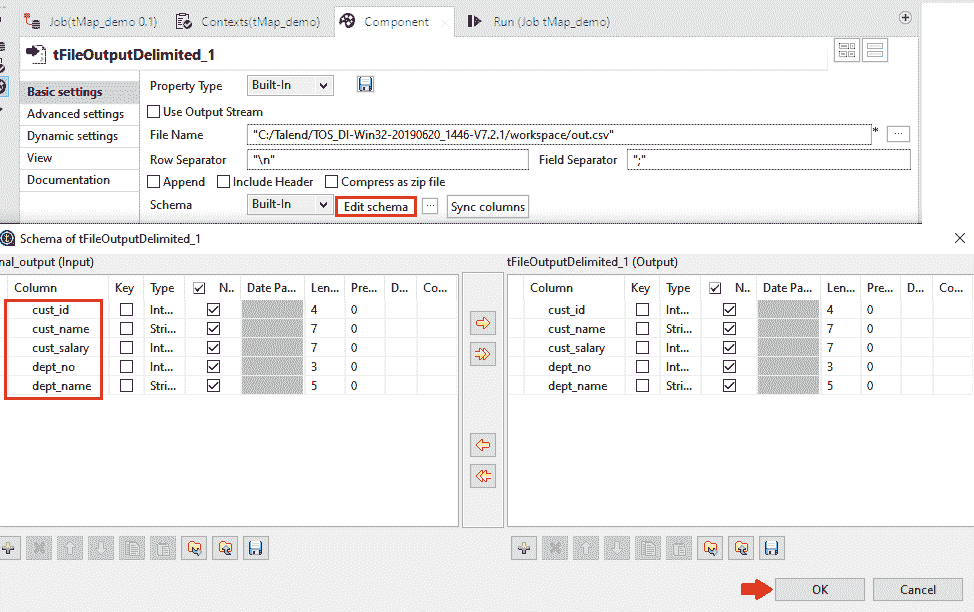 Job(tMap_demo 0.1) Contexts(tMap_demo) Component Run (Job tMap_demo)
tFileOutputDelimited_1
Basic settings
Advanced settings
Dynamic settings
View
Documentation
Property Type Built-In
Use Output Stream
File Name "C:/Talend/TOS_DI-Win32-20190620_1446-V7.2.1/workspace/out.csv" * ...
Row Separator "\n" Field Separator ";"
Append Include Header Compress as zip file
Schema Built-In Edit schema ... Sync columns
Schema of tFileOutputDelimited_1
nal_output (Input)
Column Key Type N.. Date Pa... Len... Pre... D... Co...
cust_id Int... 4 0
cust_name Stri... 7 0
cust_salary Int... 7 0
dept_no Int... 3 0
dept_name Stri... 5 0
tFileOutputDelimited_1 (Output)
Column Key Type N.. Date Pa... Len... Pre... D... Co...
cust_id Int... 4 0
cust_name Stri... 7 0
cust_salary Int... 7 0
dept_no Int... 3 0
dept_name Stri... 5 0
OK Cancel